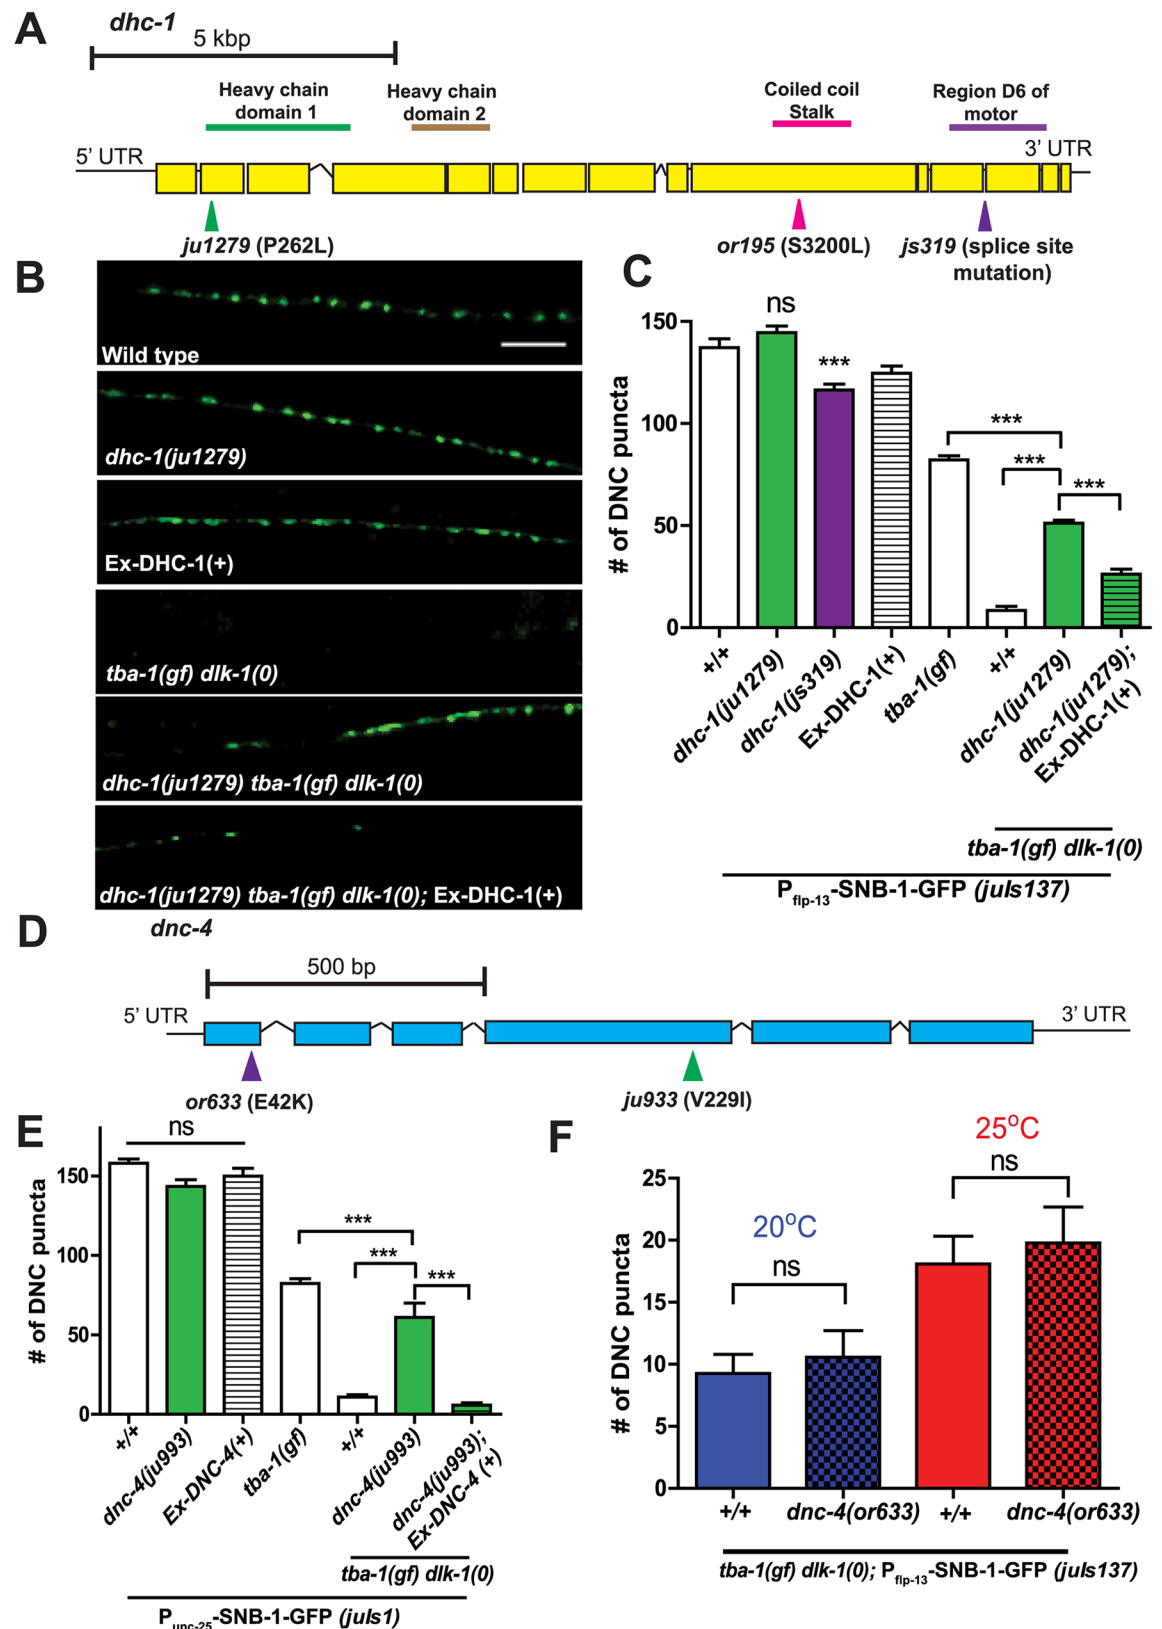 A
dhc-1
5 kbp
Heavy chain domain 1
Heavy chain domain 2
Coiled coil Stalk
Region D6 of motor
5’ UTR
3’ UTR
ju1279 (P262L)
or195 (S3200L)
js319 (splice site mutation)
B
Wild type
dhc-1(ju1279)
Ex-DHC-1(+)
tba-1(gf) dlk-1(0)
dhc-1(ju1279) tba-1(gf) dlk-1(0)
dhc-1(ju1279) tba-1(gf) dlk-1(0); Ex-DHC-1(+)
C
# of DNC puncta
150
100
50
0
ns
***
***
***
***
+/+
dhc-1(ju1279)
dhc-1(js319)
Ex-DHC-1(+)
tba-1(gf)
+/+
dhc-1(ju1279)
dhc-1(ju1279);
Ex-DHC-1(+)
tba-1(gf) dlk-1(0)
Pflp-13-SNB-1-GFP (juIs137)
D
dnc-4
500 bp
5’ UTR
3’ UTR
or633 (E42K)
ju933 (V229I)
E
# of DNC puncta
150
100
50
0
ns
***
***
***
+/+
dnc-4(ju993)
Ex-DNC-4(+)
tba-1(gf)
+/+
dnc-4(ju993)
dnc-4(ju993);
Ex-DNC-4 (+)
tba-1(gf) dlk-1(0)
Punc-25-SNB-1-GFP (juIs1)
F
# of DNC puncta
25
20
15
10
5
0
20°C
ns
25°C
ns
+/+
dnc-4(or633)
+/+
dnc-4(or633)
tba-1(gf) dlk-1(0); Pflp-13-SNB-1-GFP (juIs137)